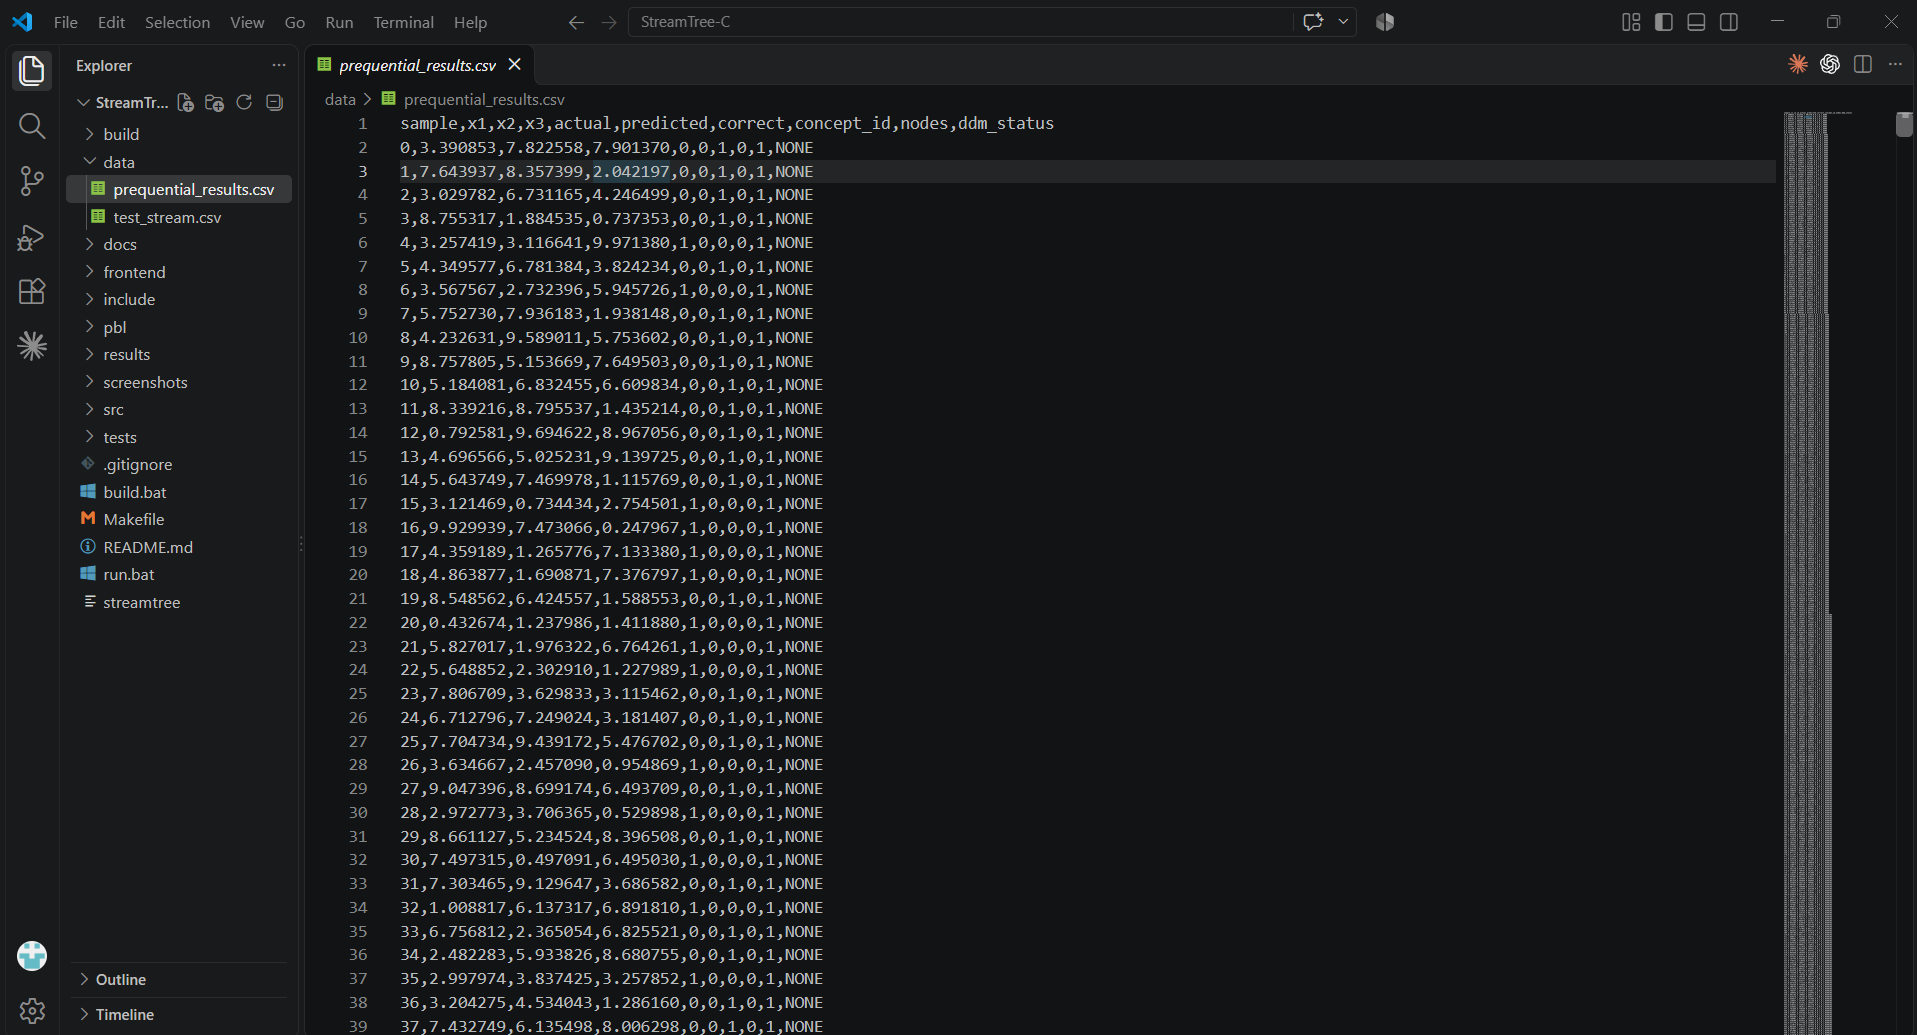 File Edit Selection View Go Run Terminal Help
StreamTree-C
Explorer
StreamTr...
build
data
prequential_results.csv
test_stream.csv
docs
frontend
include
pbl
results
screenshots
src
tests
.gitignore
build.bat
Makefile
README.md
run.bat
streamtree
Outline
Timeline
prequential_results.csv
data > prequential_results.csv
1 sample,x1,x2,x3,actual,predicted,correct,concept_id,nodes,ddm_status
2 0,3.390853,7.822558,7.901370,0,0,1,0,1,NONE
3 1,7.643937,8.357399,2.042197,0,0,1,0,1,NONE
4 2,3.029782,6.731165,4.246499,0,0,1,0,1,NONE
5 3,8.755317,1.884535,0.737353,0,0,1,0,1,NONE
6 4,3.257419,3.116641,9.971380,1,0,0,0,1,NONE
7 5,4.349577,6.781384,3.824234,0,0,1,0,1,NONE
8 6,3.567567,2.732396,5.945726,1,0,0,0,1,NONE
9 7,5.752730,7.936183,1.938148,0,0,1,0,1,NONE
10 8,4.232631,9.589011,5.753602,0,0,1,0,1,NONE
11 9,8.757805,5.153669,7.649503,0,0,1,0,1,NONE
12 10,5.184081,6.832455,6.609834,0,0,1,0,1,NONE
13 11,8.339216,8.795537,1.435214,0,0,1,0,1,NONE
14 12,0.792581,9.694622,8.967056,0,0,1,0,1,NONE
15 13,4.696566,5.025231,9.139725,0,0,1,0,1,NONE
16 14,5.643749,7.469978,1.115769,0,0,1,0,1,NONE
17 15,3.121469,0.734434,2.754501,1,0,0,0,1,NONE
18 16,9.929939,7.473066,0.247967,1,0,0,0,1,NONE
19 17,4.359189,1.265776,7.133380,1,0,0,0,1,NONE
20 18,4.863877,1.690871,7.376797,1,0,0,0,1,NONE
21 19,8.548562,6.424557,1.588553,0,0,1,0,1,NONE
22 20,0.432674,1.237986,1.411880,1,0,0,0,1,NONE
23 21,5.827017,1.976322,6.764261,1,0,0,0,1,NONE
24 22,5.648852,2.302910,1.227989,1,0,0,0,1,NONE
25 23,7.806709,3.629833,3.115462,0,0,1,0,1,NONE
26 24,6.712796,7.249024,3.181407,0,0,1,0,1,NONE
27 25,7.704734,9.439172,5.476702,0,0,1,0,1,NONE
28 26,3.634667,2.457090,0.954869,1,0,0,0,1,NONE
29 27,9.047396,8.699174,6.493709,0,0,1,0,1,NONE
30 28,2.972773,3.706365,0.529898,1,0,0,0,1,NONE
31 29,8.661127,5.234524,8.396508,0,0,1,0,1,NONE
32 30,7.497315,0.497091,6.495030,1,0,0,0,1,NONE
33 31,7.303465,9.129647,3.686582,0,0,1,0,1,NONE
34 32,1.008817,6.137317,6.891810,1,0,0,0,1,NONE
35 33,6.756812,2.365054,6.825521,0,0,1,0,1,NONE
36 34,2.482283,5.933826,8.680755,0,0,1,0,1,NONE
37 35,2.997974,3.837425,3.257852,1,0,0,0,1,NONE
38 36,3.204275,4.534043,1.286160,0,0,1,0,1,NONE
39 37,7.432749,6.135498,8.006298,0,0,1,0,1,NONE